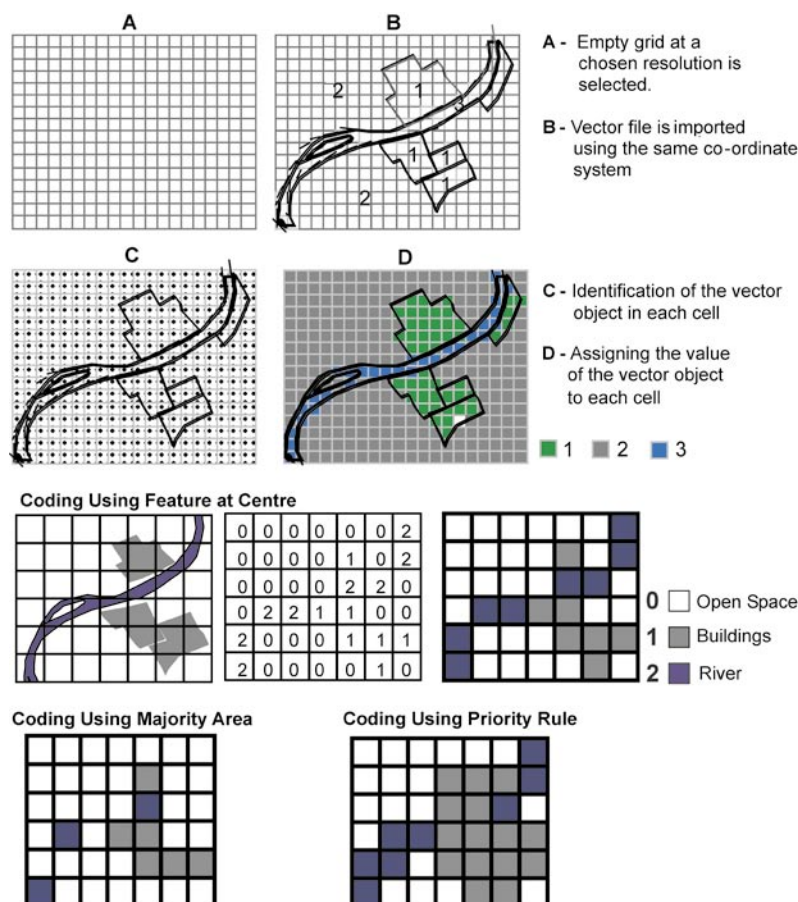 A
B
A - Empty grid at a
chosen resolution is
selected.
B - Vector file is imported
using the same co-ordinate
system
2
1
3
1
1
1
2
C
D
C - Identification of the vector
object in each cell
D - Assigning the value
of the vector object
to each cell
1 2 3
Coding Using Feature at Centre
0 0 0 0 0 0 2
0 0 0 0 1 0 2
0 0 0 0 2 2 0
0 2 2 1 1 0 0
2 0 0 0 1 1 1
2 0 0 0 0 1 0
0 Open Space
1 Buildings
2 River
Coding Using Majority Area
Coding Using Priority Rule